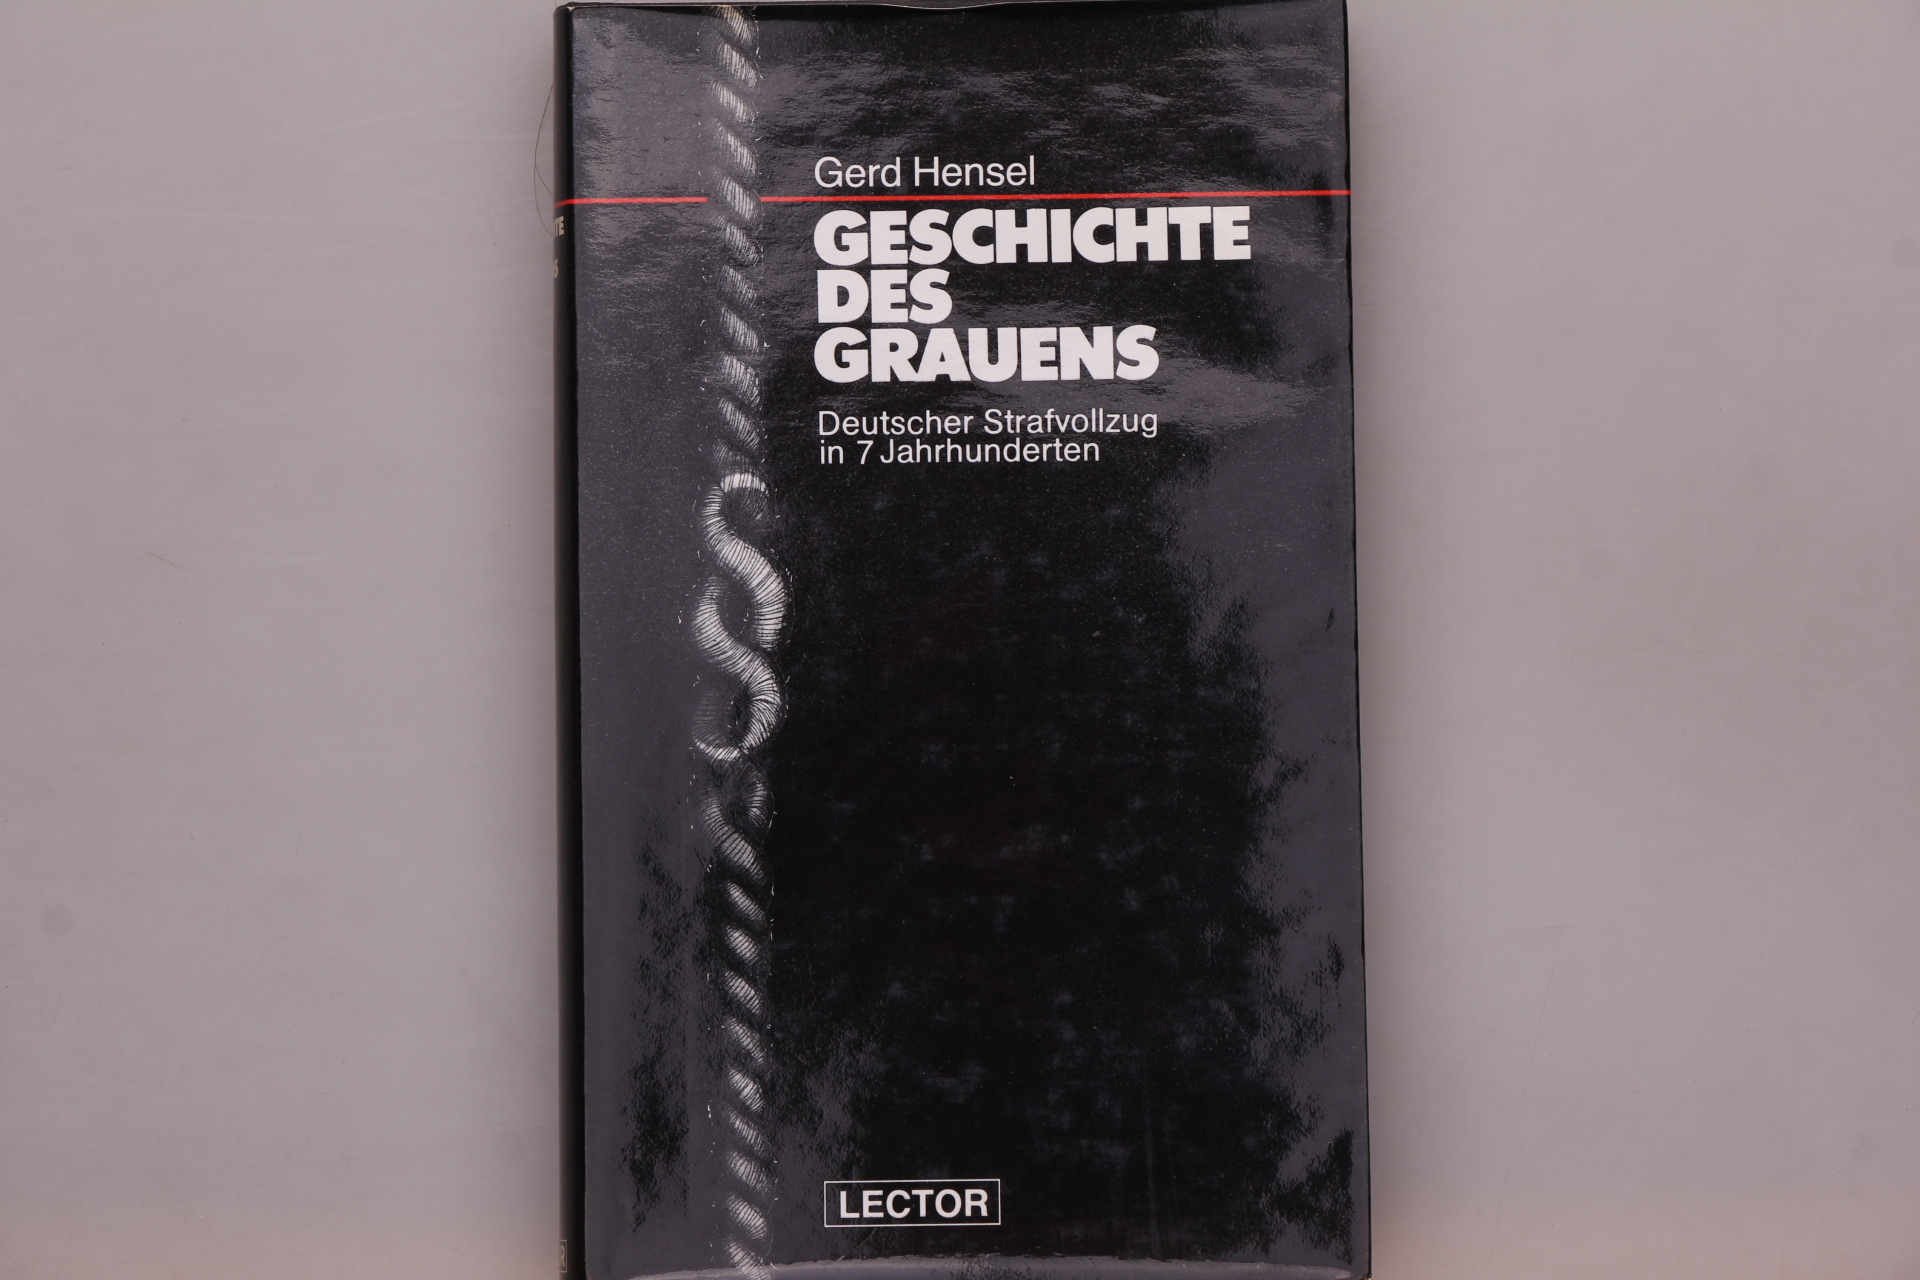 Gerd Hensel
GESCHICHTE
DES
GRAUENS
Deutscher Strafvollzug
in 7 Jahrhunderten
LECTOR